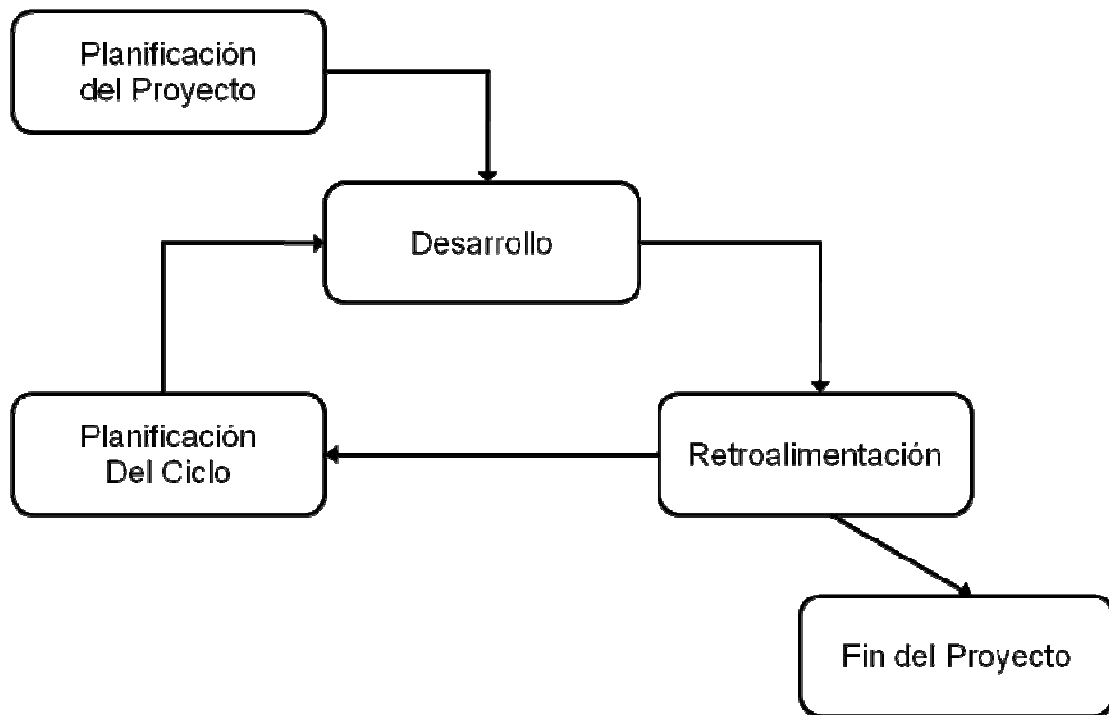 Planificación
del Proyecto
Desarrollo
Planificación
Del Ciclo
Retroalimentación
Fin del Proyecto